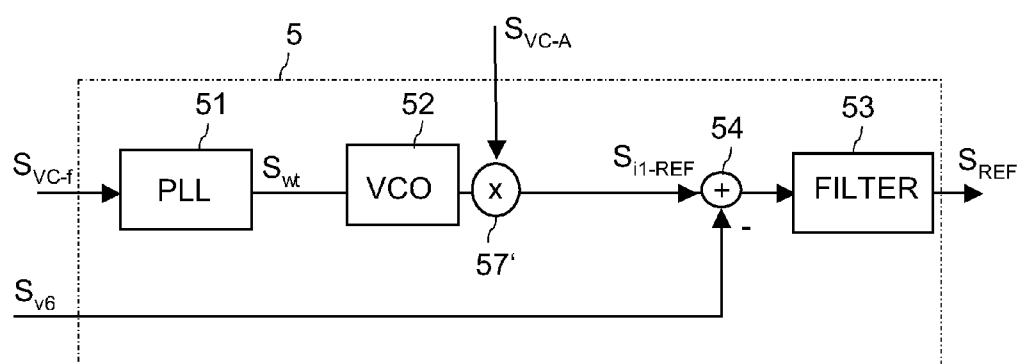 5
S_VC-A
51
52
54
53
S_VC-f
PLL
S_wt
VCO
x
S_i1-REF
+
FILTER
S_REF
-
57‘
S_v6